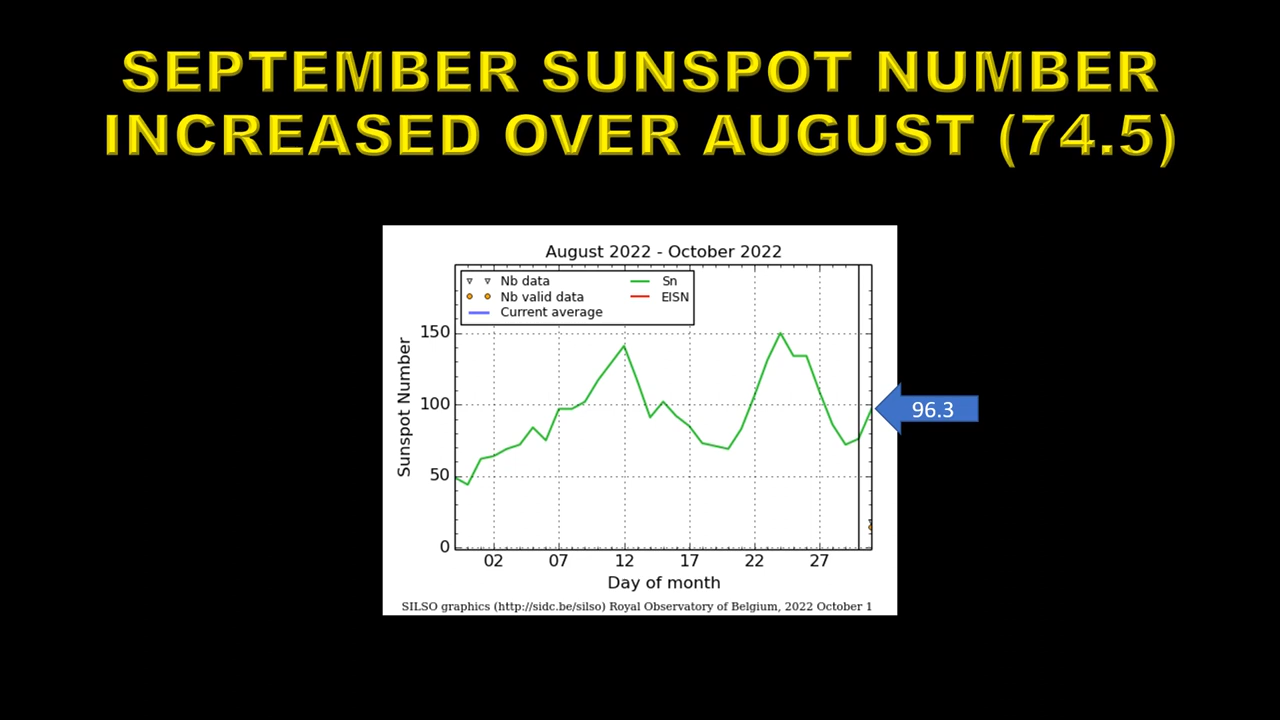 SEPTEMBER SUNSPOT NUMBER
INCREASED OVER AUGUST (74.5)
August 2022 - October 2022
Nb data
Nb valid data
Current average
Sn
EISN
Sunspot Number
150
100
50
0
96.3
02 07 12 17 22 27
Day of month
SILSO graphics (http://sidc.be/silso) Royal Observatory of Belgium, 2022 October 1